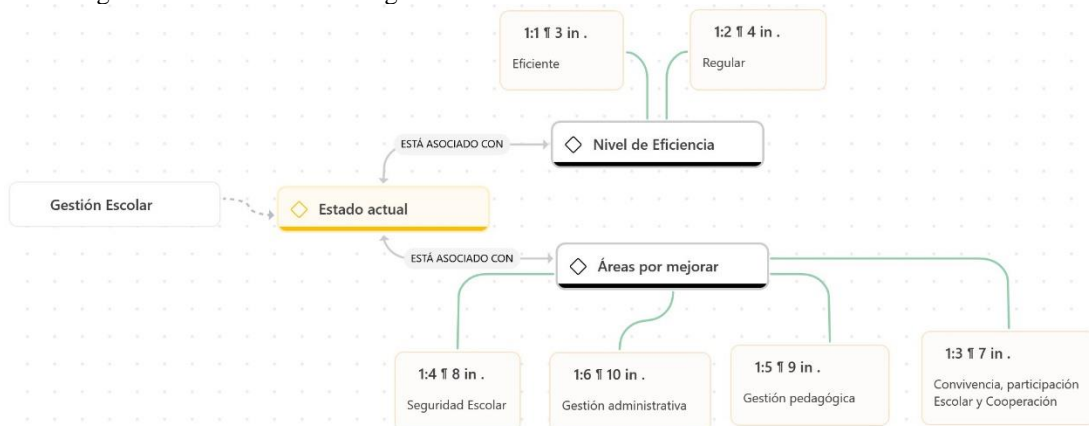 1:1 ¶ 3 in .
Eficiente
1:2 ¶ 4 in .
Regular
ESTÁ ASOCIADO CON
Nivel de Eficiencia
Gestión Escolar
Estado actual
ESTÁ ASOCIADO CON
Áreas por mejorar
1:4 ¶ 8 in .
Seguridad Escolar
1:6 ¶ 10 in .
Gestión administrativa
1:5 ¶ 9 in .
Gestión pedagógica
1:3 ¶ 7 in .
Convivencia, participación
Escolar y Cooperación